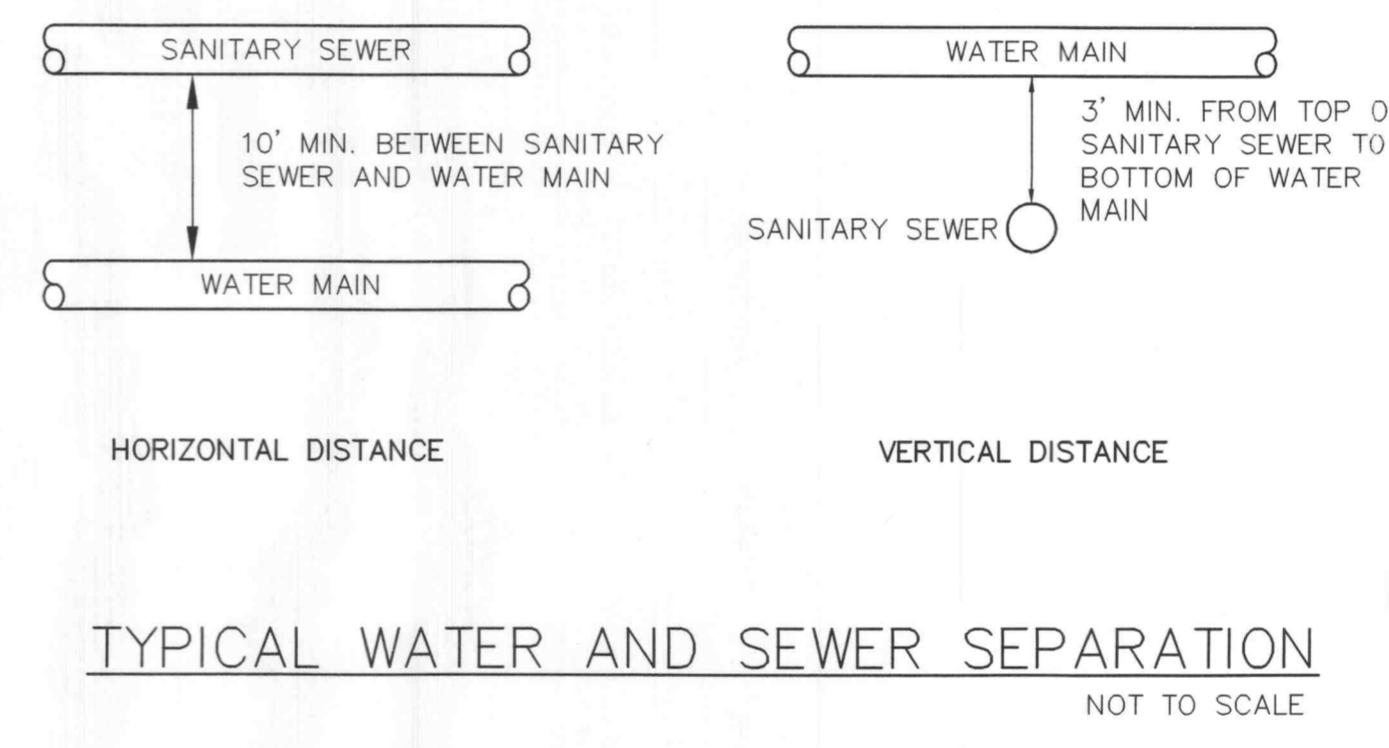 SANITARY SEWER
10' MIN. BETWEEN SANITARY
SEWER AND WATER MAIN
WATER MAIN
HORIZONTAL DISTANCE
WATER MAIN
3' MIN. FROM TOP O
SANITARY SEWER TO
BOTTOM OF WATER
MAIN
SANITARY SEWER
VERTICAL DISTANCE
TYPICAL WATER AND SEWER SEPARATION
NOT TO SCALE